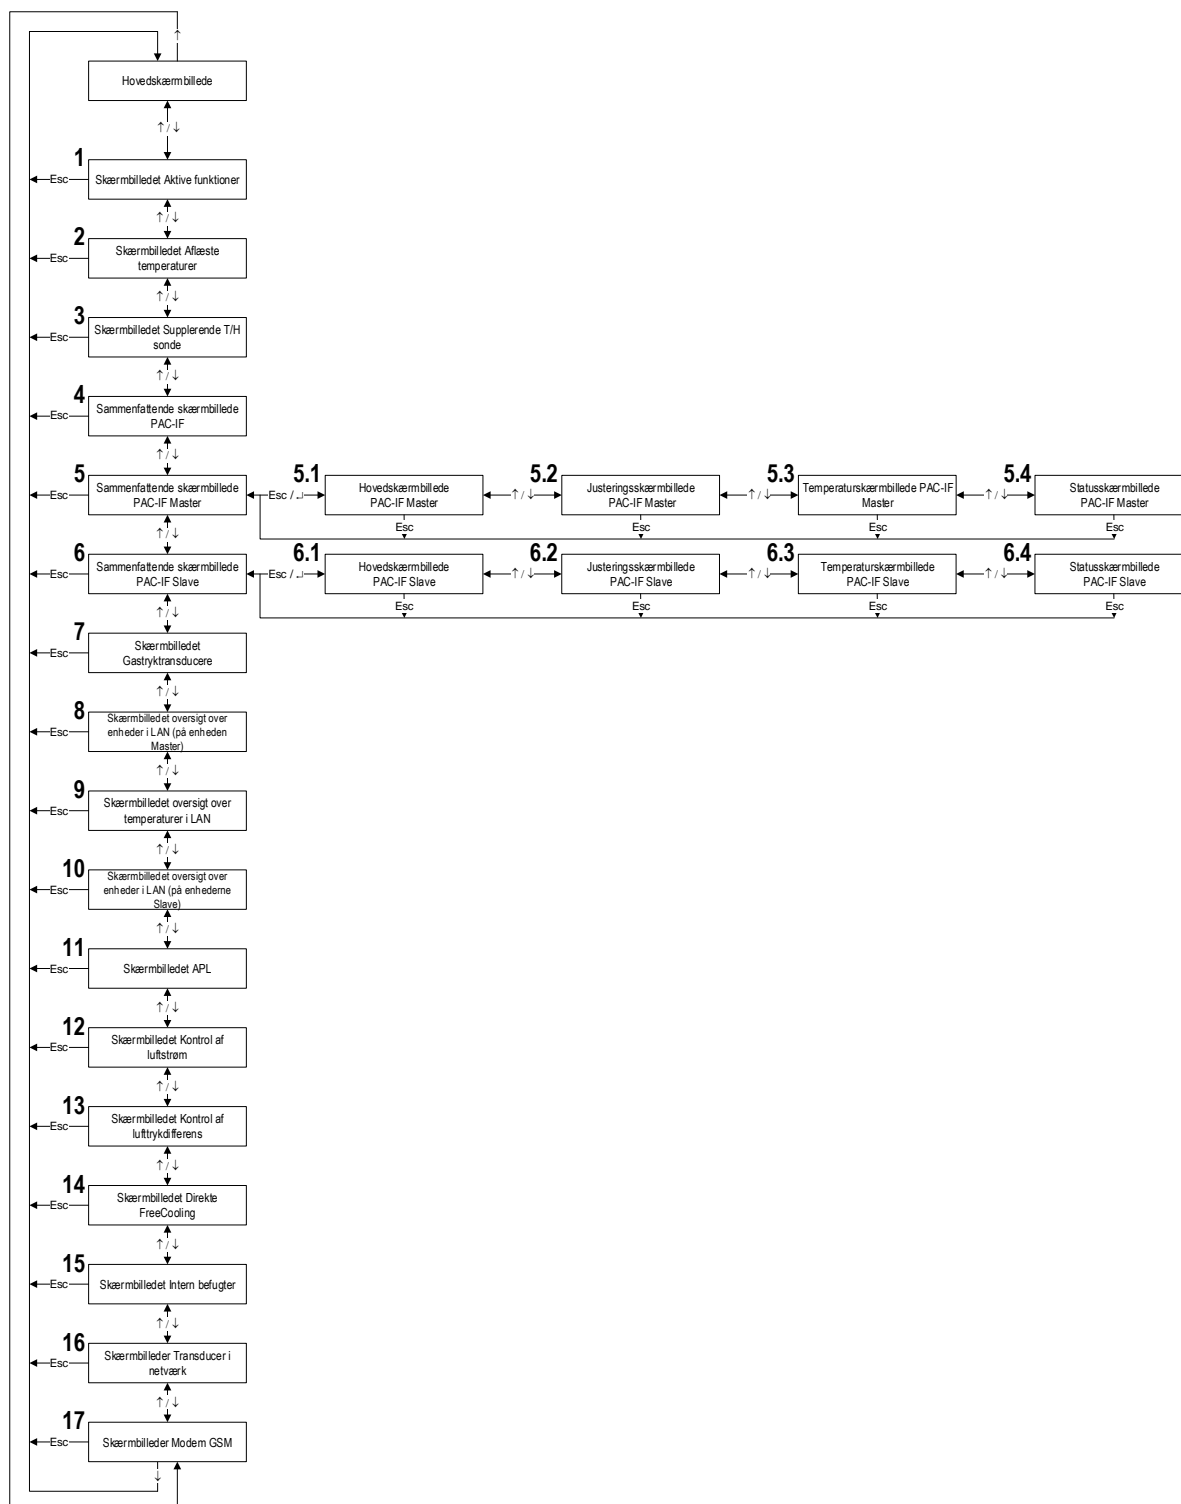 ↑
Hovedskærmbillede
↑ / ↓
1
Esc
Skærmbilledet Aktive funktioner
↑ / ↓
2
Esc
Skærmbilledet Aflæste
temperaturer
↑ / ↓
3
Esc
Skærmbilledet Supplerende T/H
sonde
↑ / ↓
4
Esc
Sammenfattende skærmbillede
PAC-IF
↑ / ↓
5
Esc
Sammenfattende skærmbillede
PAC-IF Master
Esc / ↵
5.1
Hovedskærmbillede
PAC-IF Master
Esc
↑ / ↓
5.2
Justeringsskærmbillede
PAC-IF Master
Esc
↑ / ↓
5.3
Temperaturskærmbillede PAC-IF
Master
Esc
↑ / ↓
5.4
Statusskærmbillede
PAC-IF Master
Esc
↑ / ↓
6
Esc
Sammenfattende skærmbillede
PAC-IF Slave
Esc / ↵
6.1
Hovedskærmbillede
PAC-IF Slave
Esc
↑ / ↓
6.2
Justeringsskærmbillede
PAC-IF Slave
Esc
↑ / ↓
6.3
Temperaturskærmbillede
PAC-IF Slave
Esc
↑ / ↓
6.4
Statusskærmbillede
PAC-IF Slave
Esc
↑ / ↓
7
Esc
Skærmbilledet
Gastryktransducere
↑ / ↓
8
Esc
Skærmbilledet oversigt over
enheder i LAN (på enheden
Master)
↑ / ↓
9
Esc
Skærmbilledet oversigt over
temperaturer i LAN
↑ / ↓
10
Esc
Skærmbilledet oversigt over
enheder i LAN (på enhederne
Slave)
↑ / ↓
11
Esc
Skærmbilledet APL
↑ / ↓
12
Esc
Skærmbilledet Kontrol af
luftstrøm
↑ / ↓
13
Esc
Skærmbilledet Kontrol af
lufttrykdifferens
↑ / ↓
14
Esc
Skærmbilledet Direkte
FreeCooling
↑ / ↓
15
Esc
Skærmbilledet Intern befugter
↑ / ↓
16
Esc
Skærmbilleder Transducer i
netværk
↑ / ↓
17
Esc
Skærmbilleder Modem GSM
↓